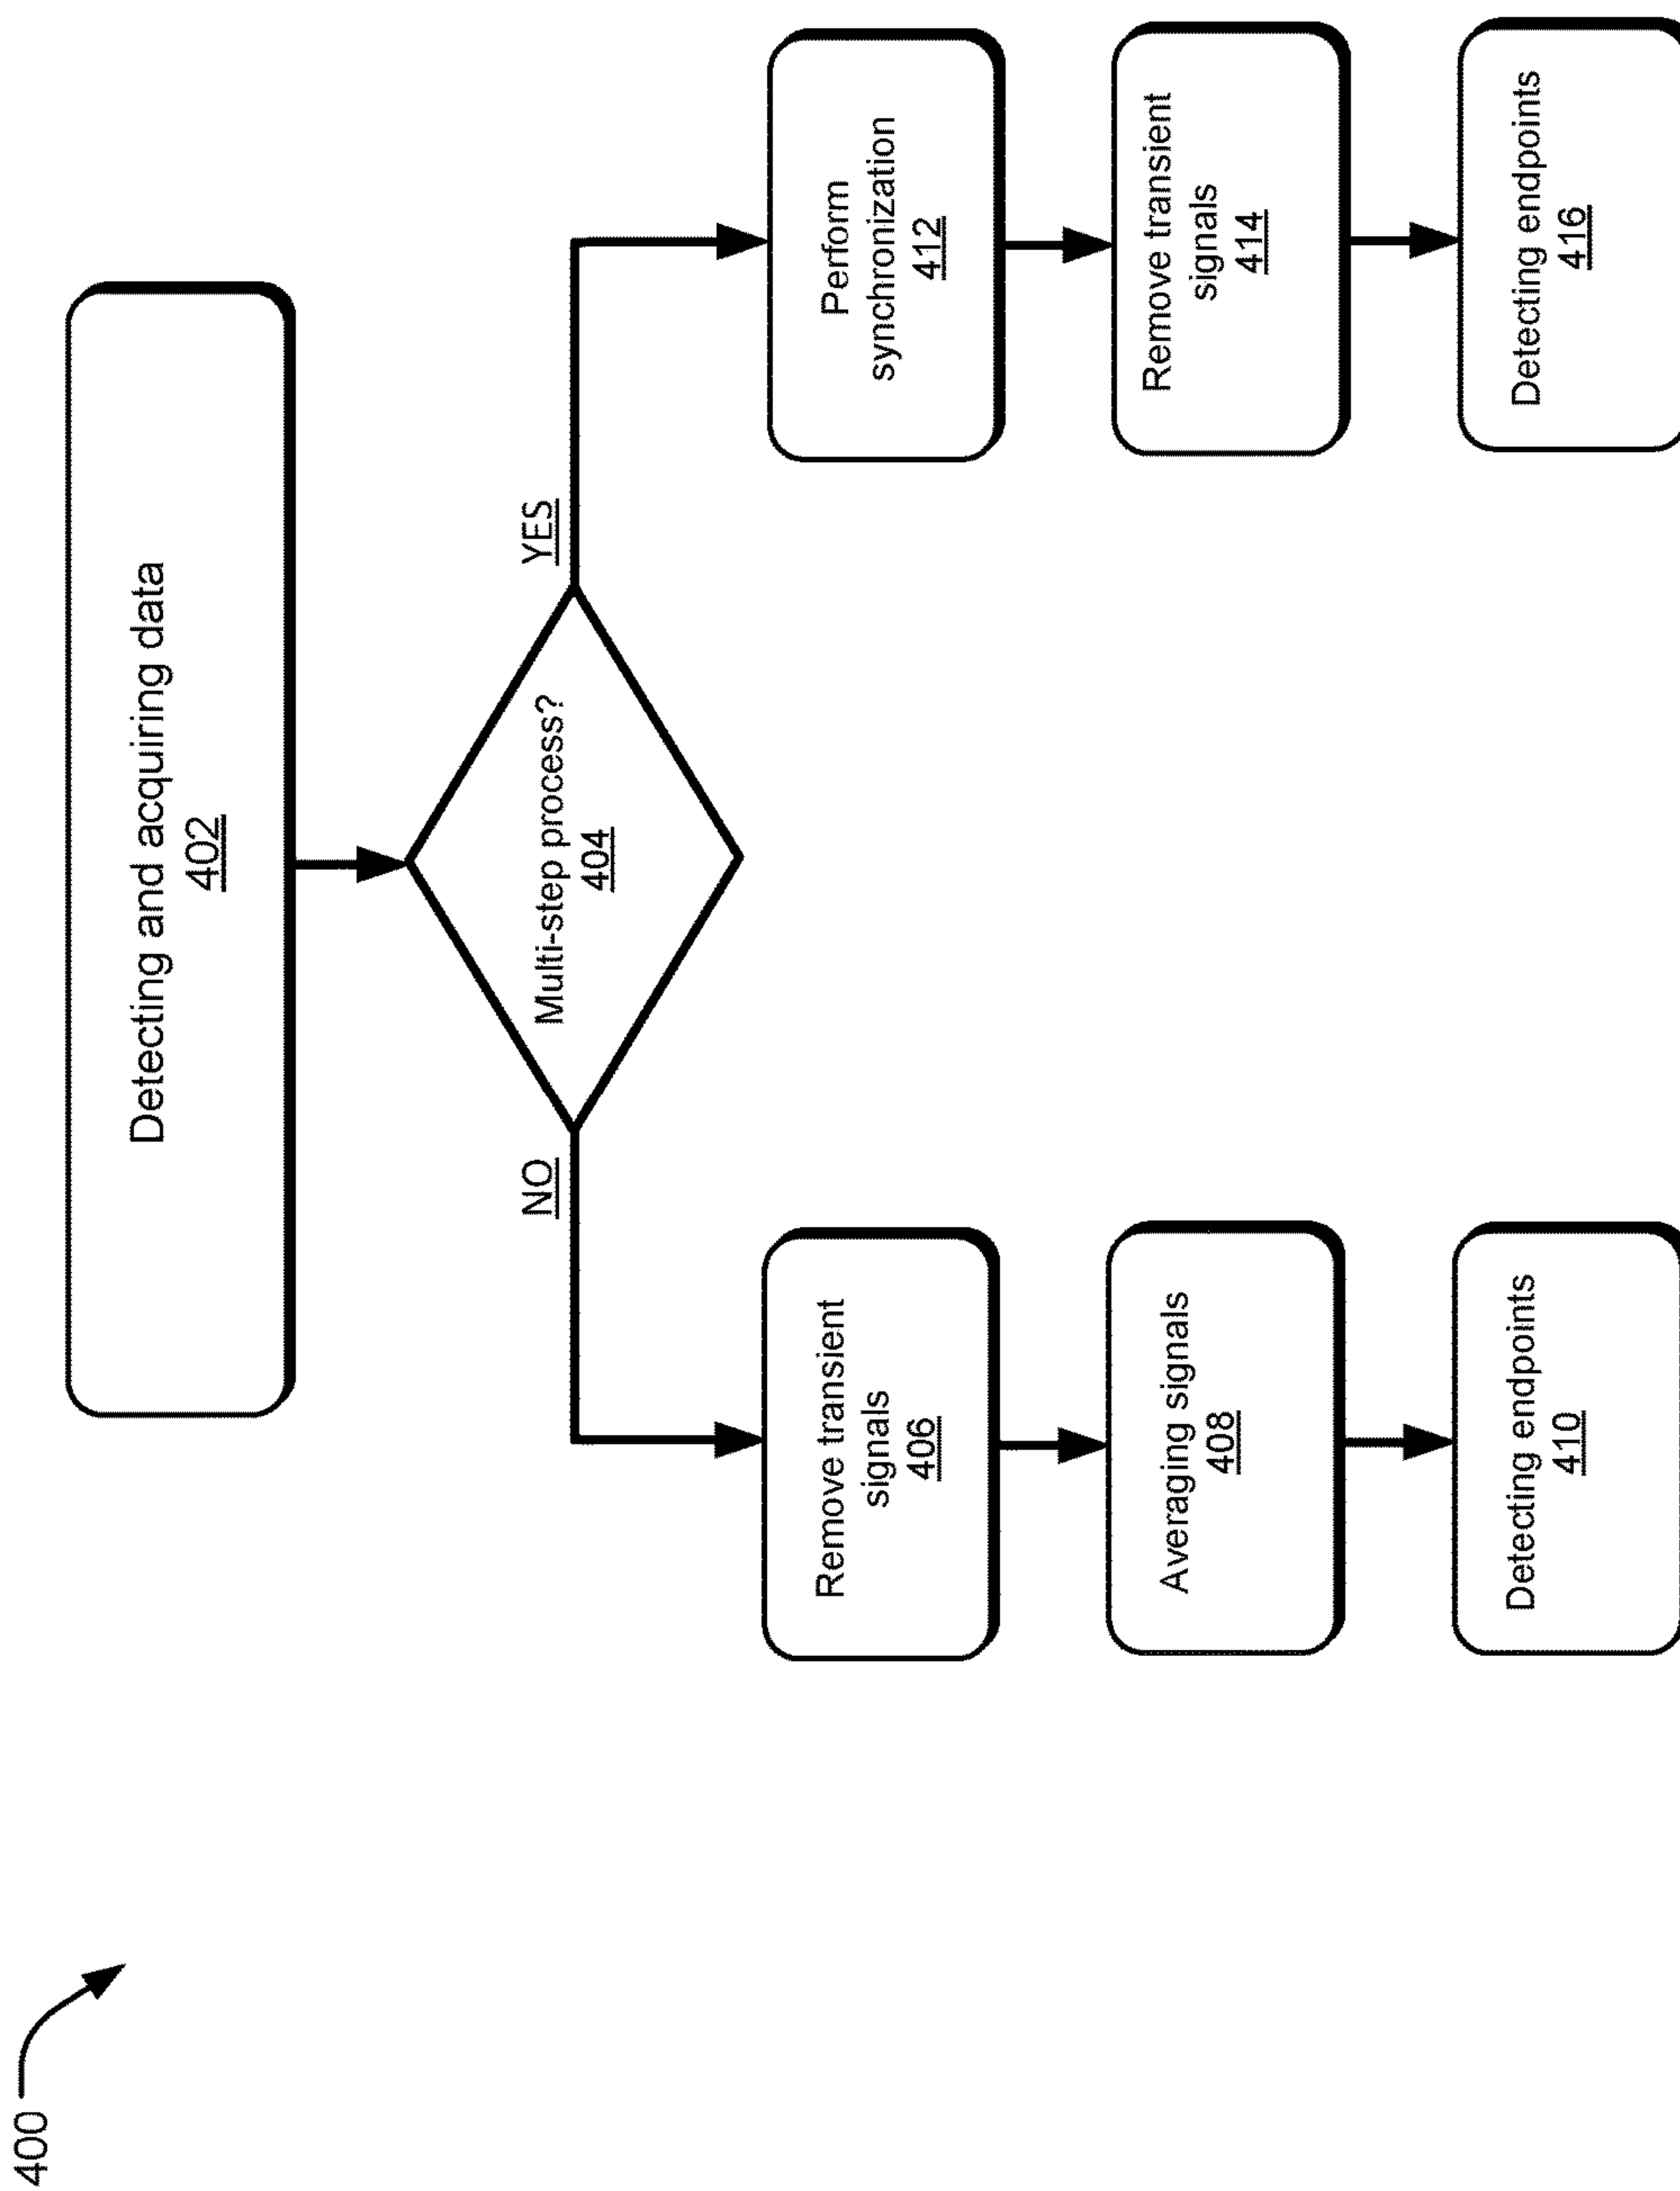 400
Detecting and acquiring data
402
Multi-step process?
404
NO
YES
Remove transient
signals
406
Averaging signals
408
Detecting endpoints
410
Perform
synchronization
412
Remove transient
signals
414
Detecting endpoints
416